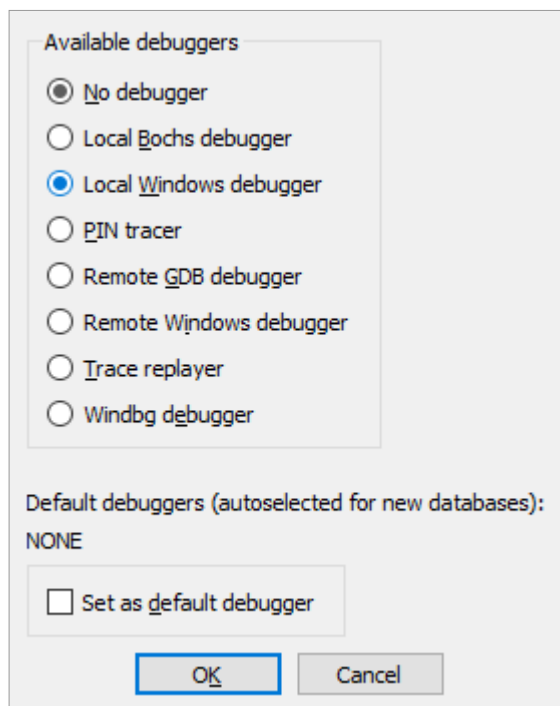 Available debuggers
No debugger
Local Bochs debugger
Local Windows debugger
PIN tracer
Remote GDB debugger
Remote Windows debugger
Trace replayer
Windbg debugger
Default debuggers (autoselected for new databases):
NONE
Set as default debugger
OK
Cancel